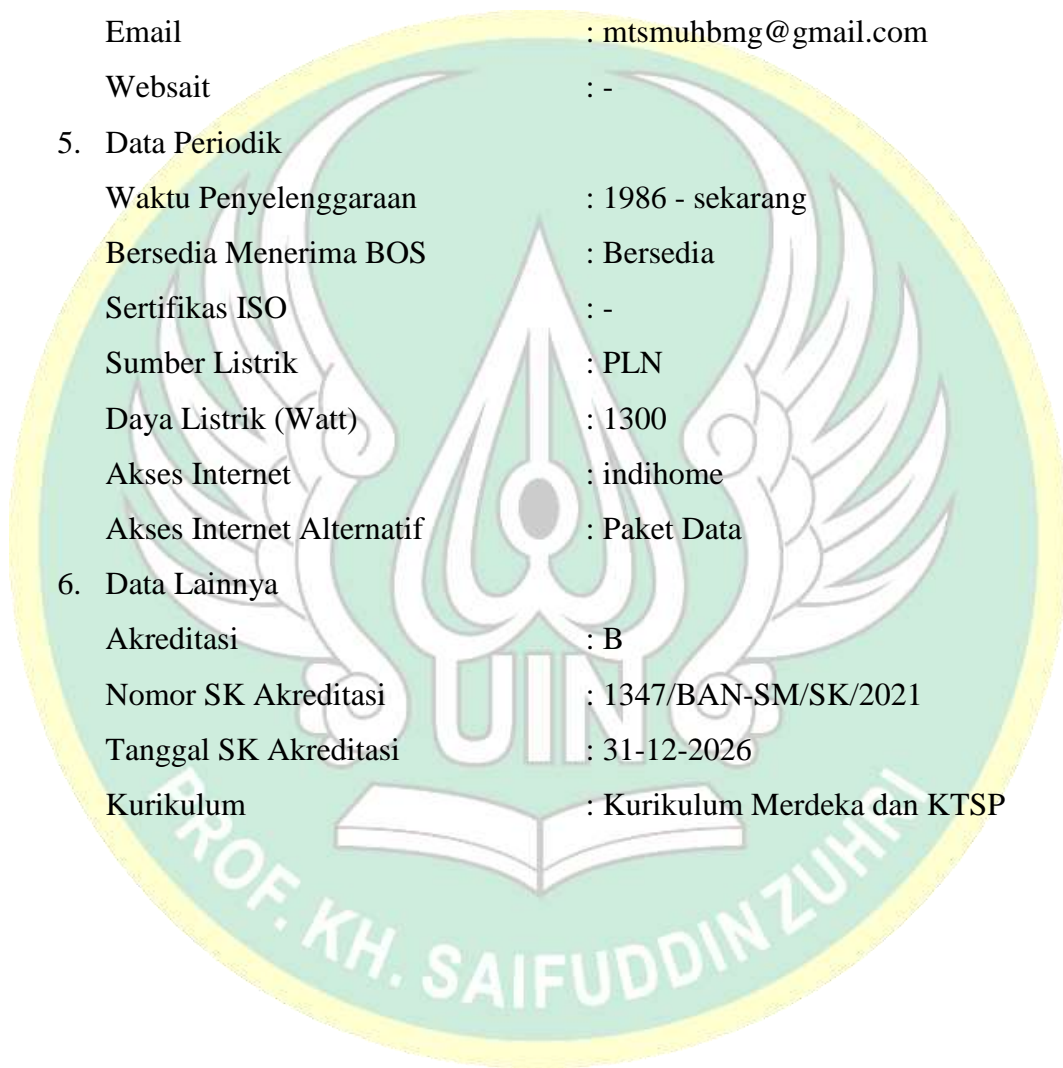 Email : mtsmuhbmg@gmail.com
Websait : -
5. Data Periodik
Waktu Penyelenggaraan : 1986 - sekarang
Bersedia Menerima BOS : Bersedia
Sertifikas ISO : -
Sumber Listrik : PLN
Daya Listrik (Watt) : 1300
Akses Internet : indihome
Akses Internet Alternatif : Paket Data
6. Data Lainnya
Akreditasi : B
Nomor SK Akreditasi : 1347/BAN-SM/SK/2021
Tanggal SK Akreditasi : 31-12-2026
Kurikulum : Kurikulum Merdeka dan KTSP
UIN
PROF. KH. SAIFUDDIN ZUHRI